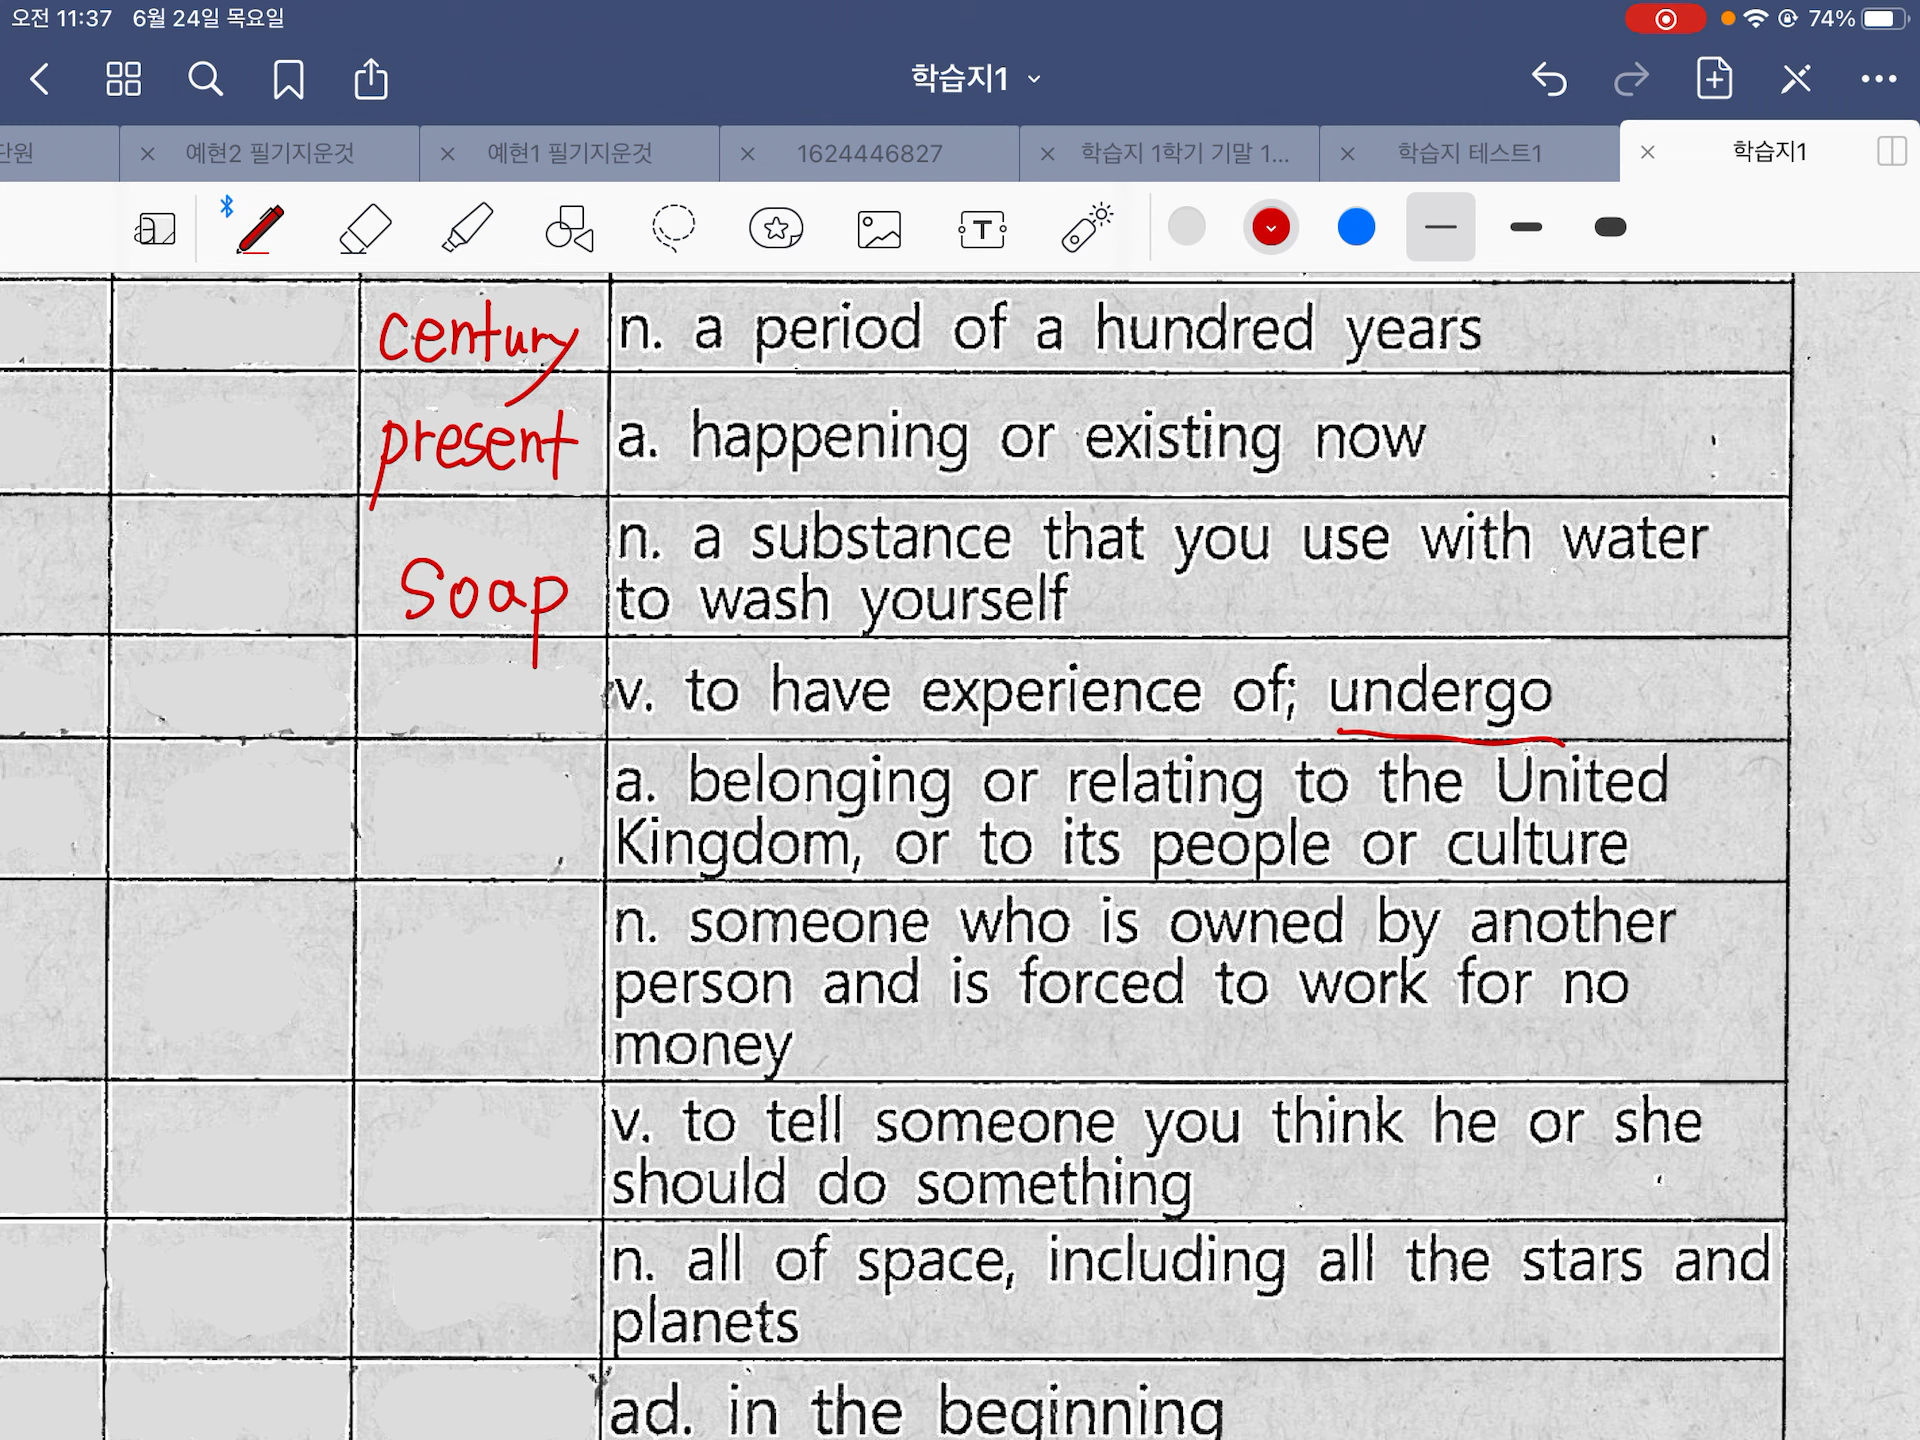 오전 11:37 6월 24일 목요일 74%
학습지1
단원 예현2 필기지운것 예현1 필기지운것 1624446827 학습지 1학기 기말 1... 학습지 테스트1 학습지1
century n. a period of a hundred years
present a. happening or existing now
Soap n. a substance that you use with water
to wash yourself
v. to have experience of; undergo
a. belonging or relating to the United
Kingdom, or to its people or culture
n. someone who is owned by another
person and is forced to work for no
money
v. to tell someone you think he or she
should do something
n. all of space, including all the stars and
planets
ad. in the beginning